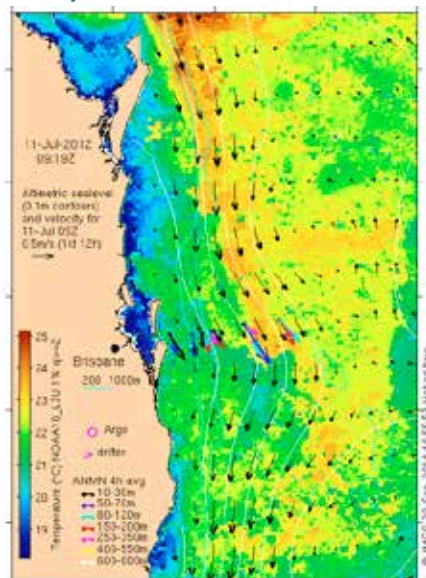 11-Jul-2012
09:19Z
Altimetric sealevel
(0.1m contours)
and velocity for
11-Jul 05Z
0.5m/s (1d 12h)
Brisbane
200 1000m
Argo
drifter
ANMN 4h avg
10-30m
50-70m
80-120m
150-200m
250-350m
400-550m
600-800m
25
24
23
22
21
20
19
Temperature (°C)